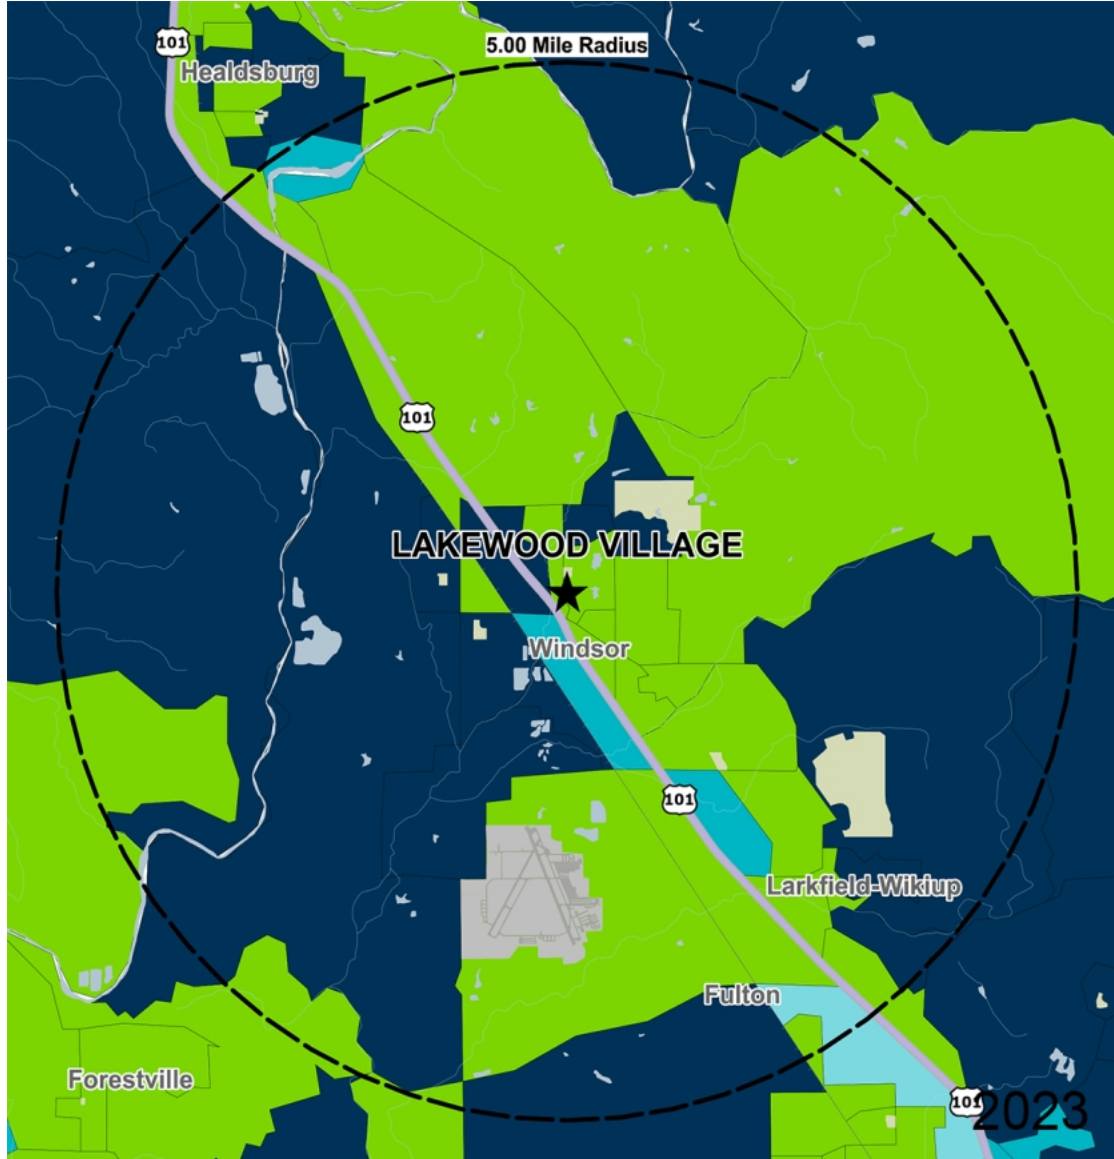 5.00 Mile Radius
101
Healdsburg
101
LAKEWOOD VILLAGE
Windsor
101
Larkfield-Wikiup
Fulton
Forestville
101
2023